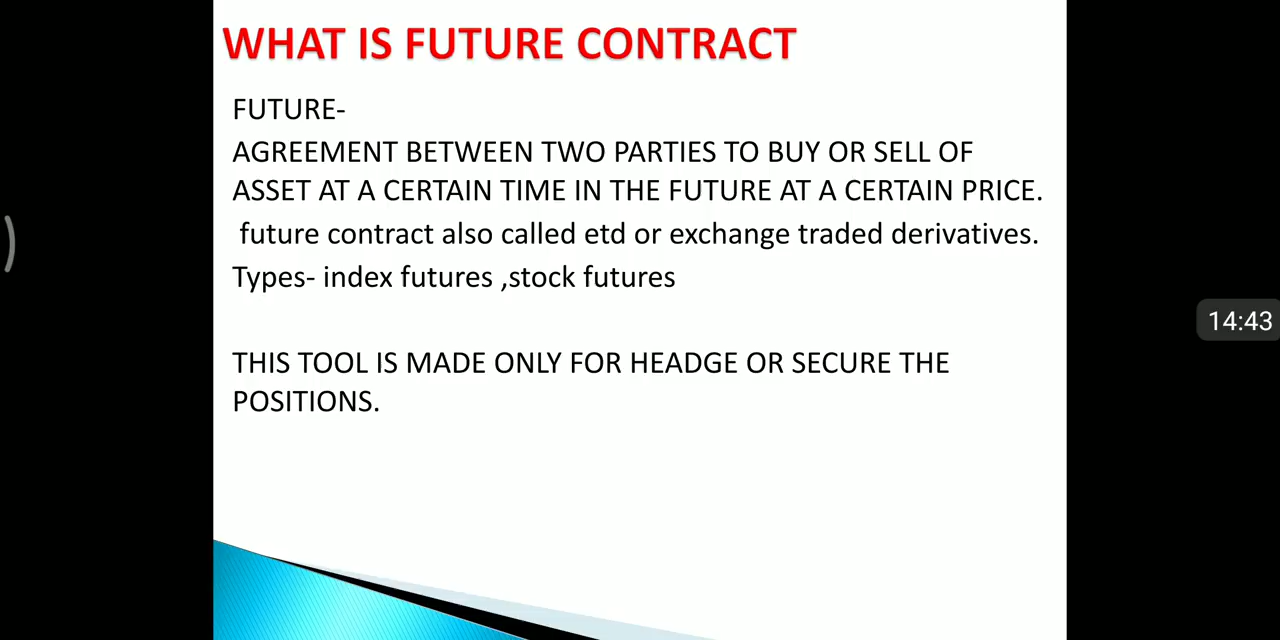 WHAT IS FUTURE CONTRACT
FUTURE-
AGREEMENT BETWEEN TWO PARTIES TO BUY OR SELL OF
ASSET AT A CERTAIN TIME IN THE FUTURE AT A CERTAIN PRICE.
future contract also called etd or exchange traded derivatives.
Types- index futures ,stock futures
14:43
THIS TOOL IS MADE ONLY FOR HEADGE OR SECURE THE
POSITIONS.